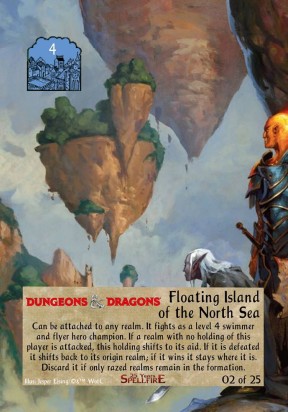 4
DUNGEONS & DRAGONS
Floating Island
of the North Sea
Can be attached to any realm. It fights as a level 4 swimmer
and flyer hero champion. If a realm with no holding of this
player is attacked, this holding shifts to its aid. If it is defeated
it shifts back to its origin realm; if it wins it stays where it is.
Discard it if only razed realms remain in the formation.
SPELLFIRE
02 of 25